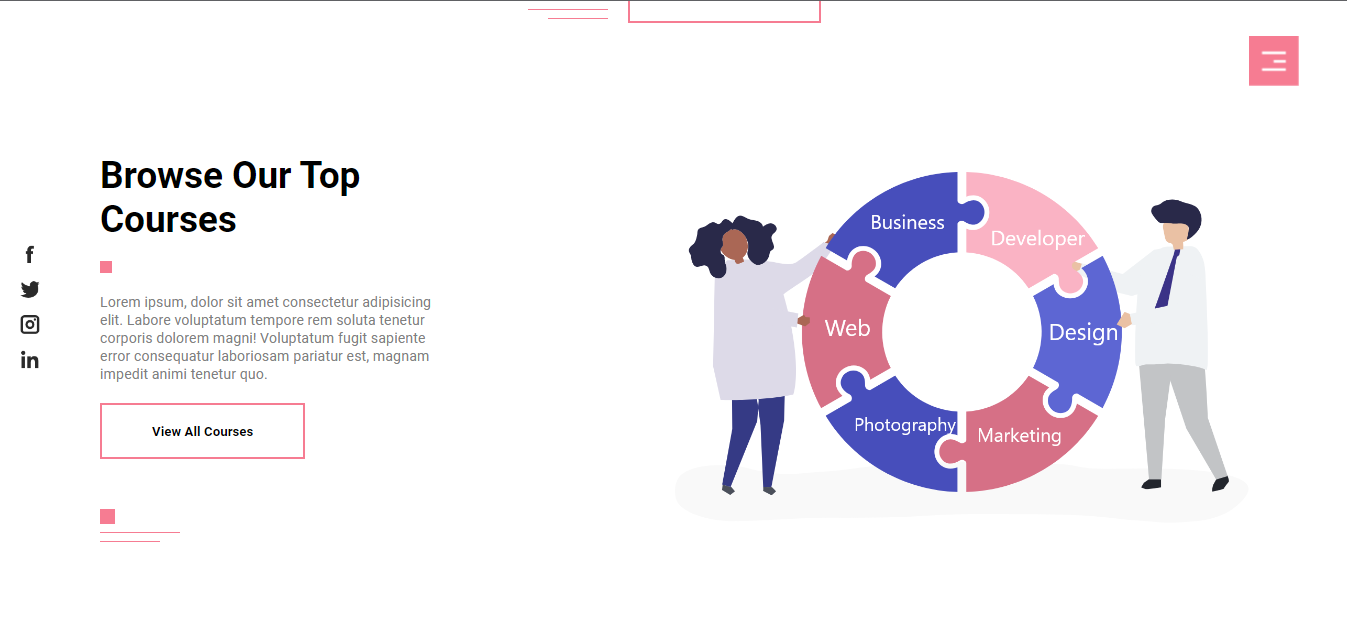 Browse Our Top
Courses
Lorem ipsum, dolor sit amet consectetur adipisicing
elit. Labore voluptatum tempore rem soluta tenetur
corporis dolorem magni! Voluptatum fugit sapiente
error consequatur laboriosam pariatur est, magnam
impedit animi tenetur quo.
View All Courses
Business
Developer
Web
Design
Photography
Marketing